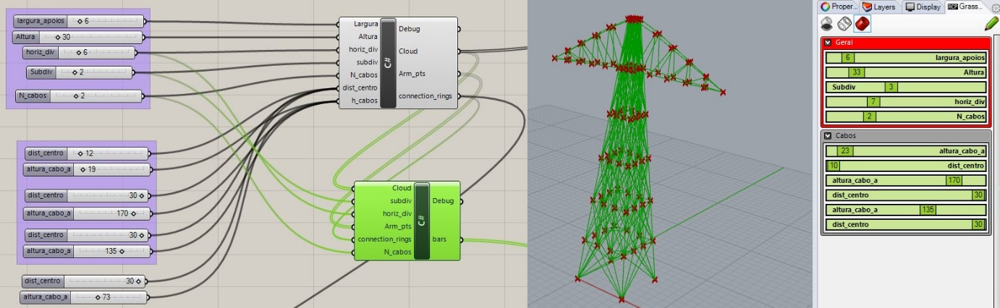 largura_apoios 6
Altura 30
horiz_div 6
Subdiv 2
N_cabos 2
dist_centro 12
altura_cabo_a 19
dist_centro 30
altura_cabo_a 170
dist_centro 30
altura_cabo_a 135
dist_centro 30
altura_cabo_a 73
Largura
Altura
horiz_div
subdiv
N_cabos
dist_centro
h_cabos
C#
Debug
Cloud
Arm_pts
connection_rings
Cloud
subdiv
horiz_div
Arm_pts
connection_rings
N_cabos
C#
Debug
bars
Proper... Layers Display RCP Grass...
Geral
6 largura_apoios
33 Altura
Subdiv 3
7 horiz_div
2 N_cabos
Cabos
23 altura_cabo_a
10 dist_centro
altura_cabo_a 170
dist_centro 30
altura_cabo_a 135
dist_centro 30